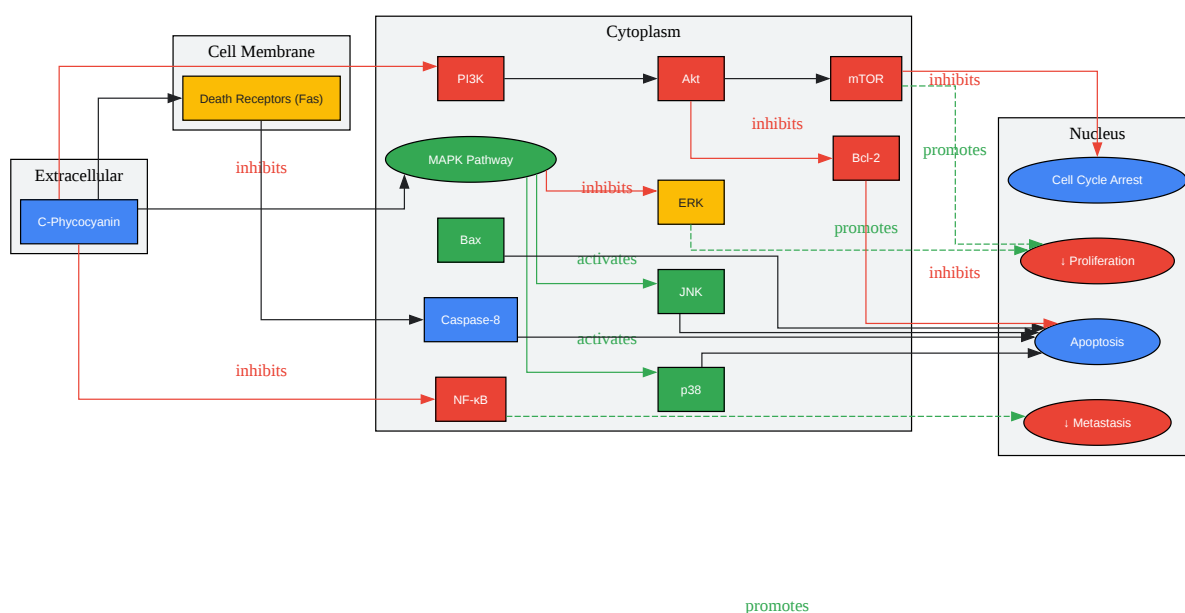 Cytoplasm
Cell Membrane
PI3K
Akt
mTOR
inhibits
Death Receptors (Fas)
inhibits
Nucleus
promotes
MAPK Pathway
Bcl-2
inhibits
Extracellular
inhibits
Cell Cycle Arrest
ERK
C-Phycocyanin
promotes
Bax
activates
↓ Proliferation
inhibits
JNK
Caspase-8
activates
Apoptosis
inhibits
p38
NF-κB
↓ Metastasis
promotes